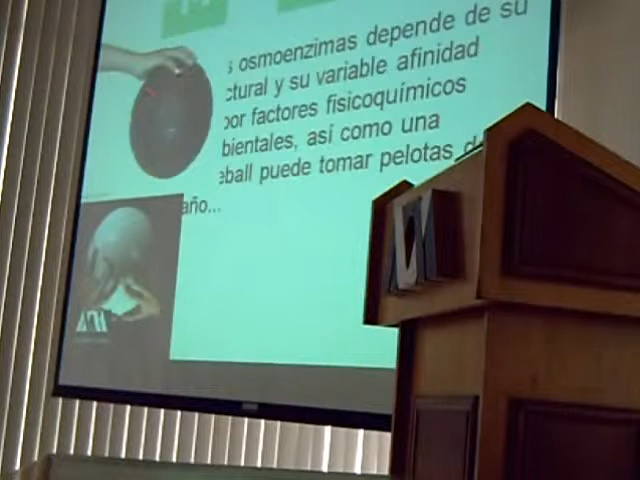 s osmoenzimas depende de su
ctural y su variable afinidad
por factores fisicoquímicos
bientales, así como una
eball puede tomar pelotas d
año...